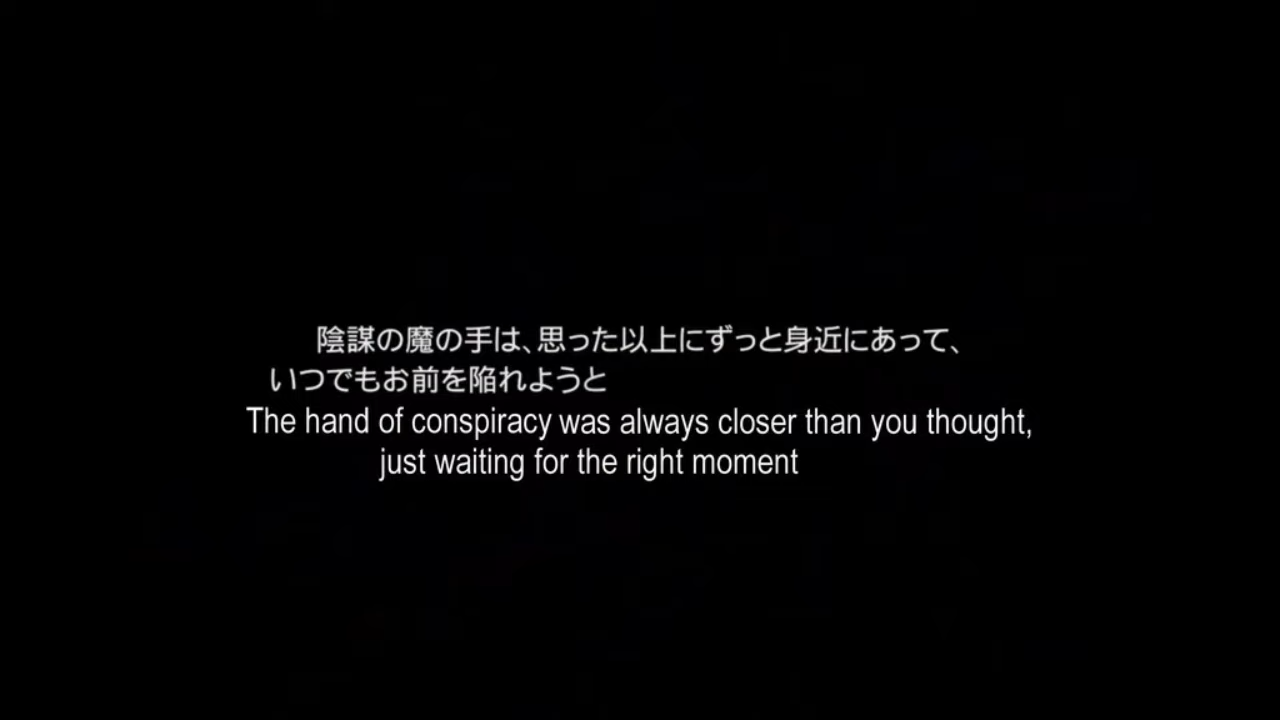 陰謀の魔の手は、思った以上にずっと身近にあって、
いつでもお前を陥れようと
The hand of conspiracy was always closer than you thought,
just waiting for the right moment